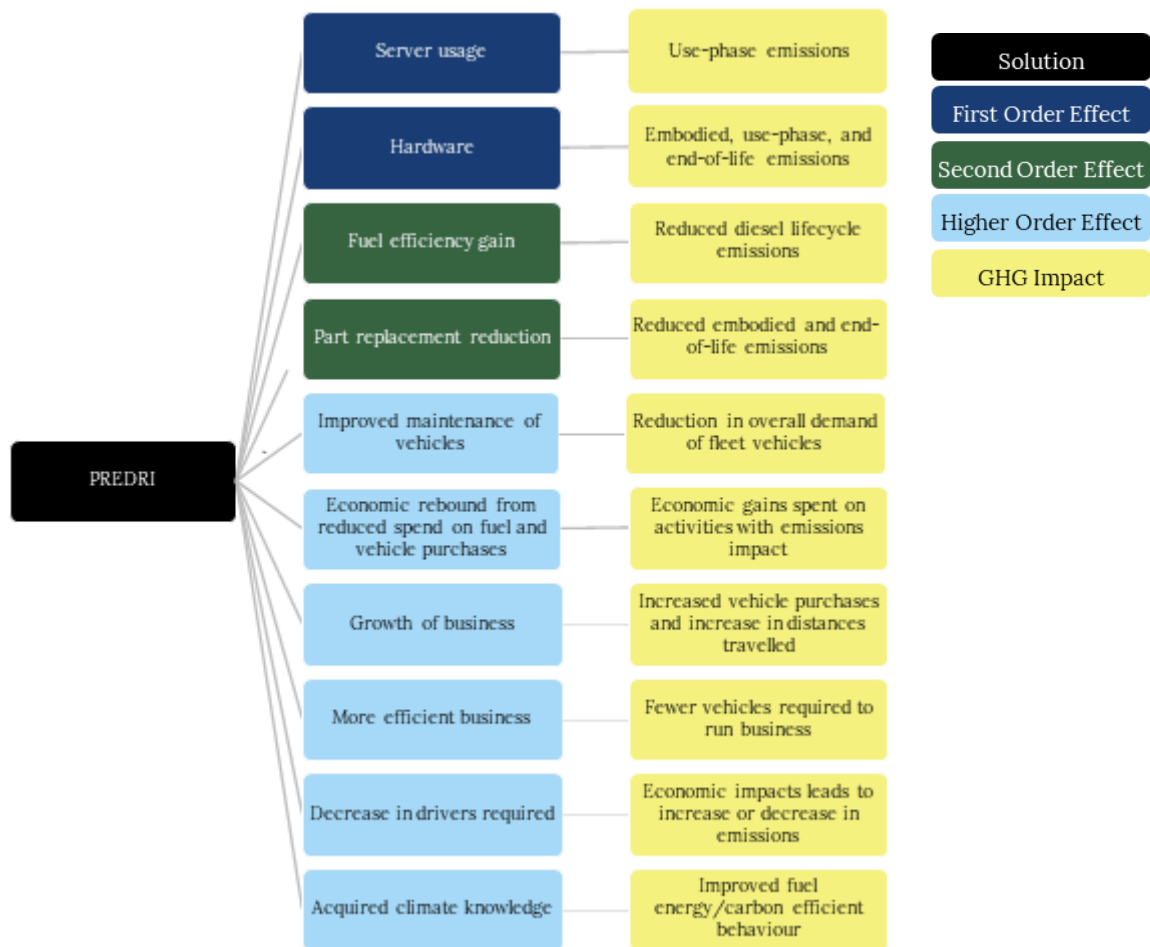 Server usage
Use-phase emissions
Solution
First Order Effect
Hardware
Embodied, use-phase, and
end-of-life emissions
Second Order Effect
Fuel efficiency gain
Reduced diesel lifecycle
emissions
Higher Order Effect
GHG Impact
Part replacement reduction
Reduced embodied and end-
of-life emissions
Improved maintenance of
vehicles
Reduction in overall demand
of fleet vehicles
PREDRI
Economic rebound from
reduced spend on fuel and
vehicle purchases
Economic gains spent on
activities with emissions
impact
Growth of business
Increased vehicle purchases
and increase in distances
travelled
More efficient business
Fewer vehicles required to
run business
Decrease in drivers required
Economic impacts leads to
increase or decrease in
emissions
Acquired climate knowledge
Improved fuel
energy/carbon efficient
behaviour